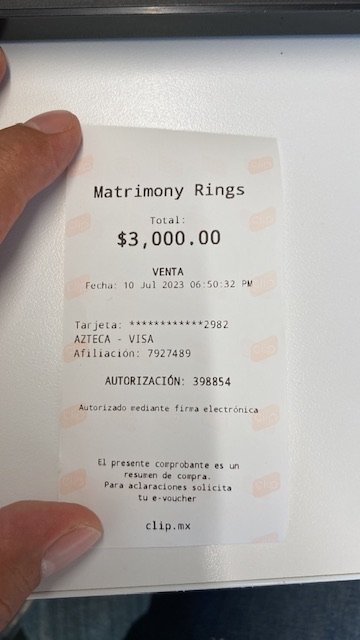 Matrimony Rings
Total:
$3,000.00
VENTA
Fecha: 10 Jul 2023 06:50:32 PM
Tarjeta: ************2982
AZTECA - VISA
Afiliación: 7927489
AUTORIZACIÓN: 398854
Autorizado mediante firma electrónica
El presente comprobante es un
resumen de compra.
Para aclaraciones solicita
tu e-voucher
clip.mx